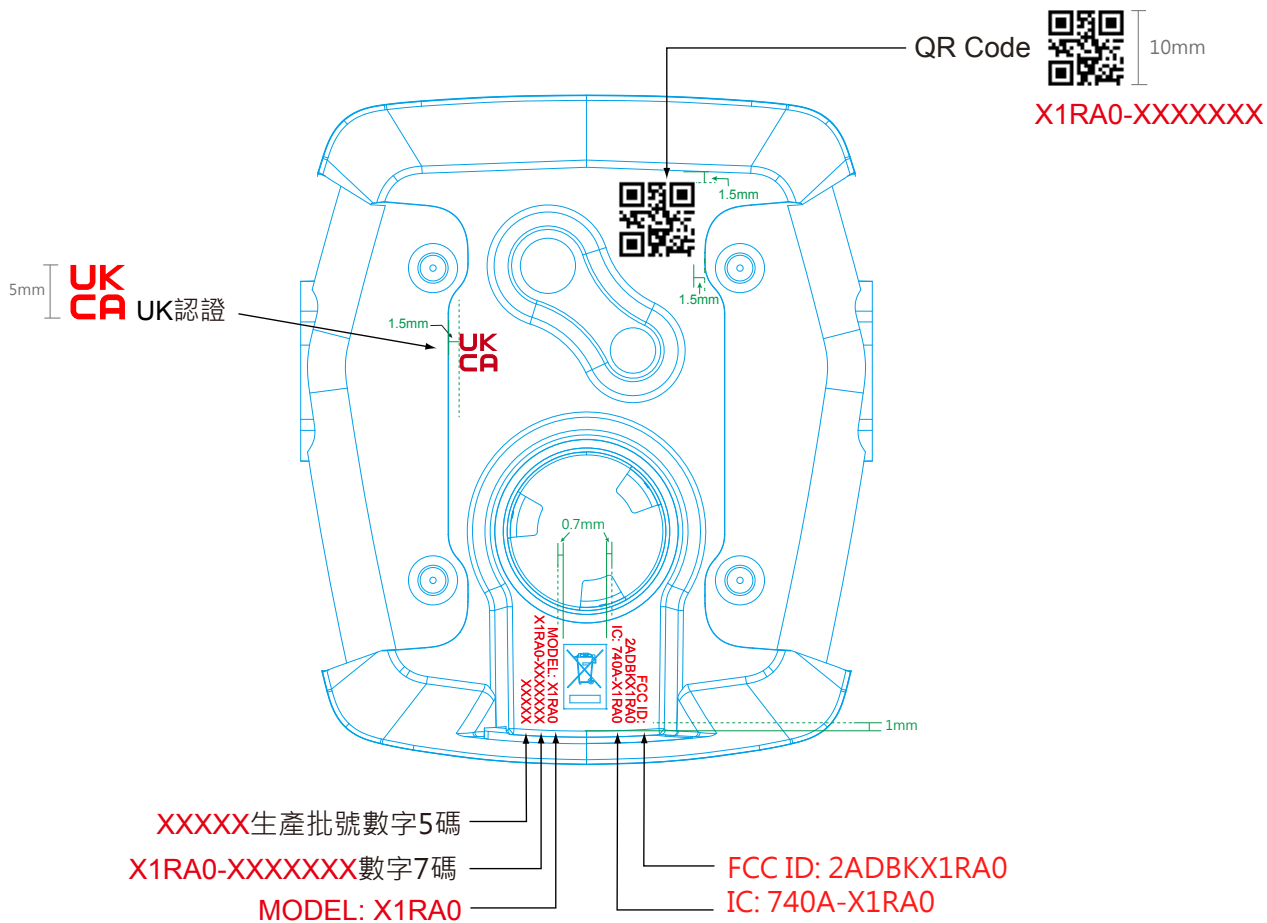 QR Code
10mm
X1RA0-XXXXXXX
1.5mm
1.5mm
5mm
UK
CA
UK認證
1.5mm
UK
CA
0.7mm
XXXXX
X1RA0-XXXXXXX
MODEL: X1RA0
IC: 740A-X1RA0
2ADBKX1RA0
FCC ID:
1mm
XXXXX生產批號數字5碼
X1RA0-XXXXXXX數字7碼
MODEL: X1RA0
FCC ID: 2ADBKX1RA0
IC: 740A-X1RA0